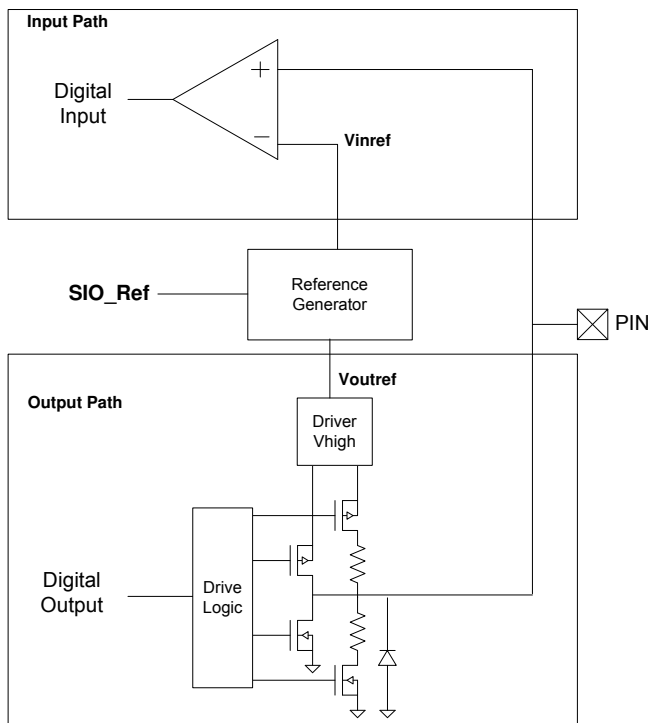 Input Path
+
Digital
Input
−
Vinref
SIO_Ref
Reference
Generator
PIN
Voutref
Output Path
Driver
Vhigh
Digital
Output
Drive
Logic